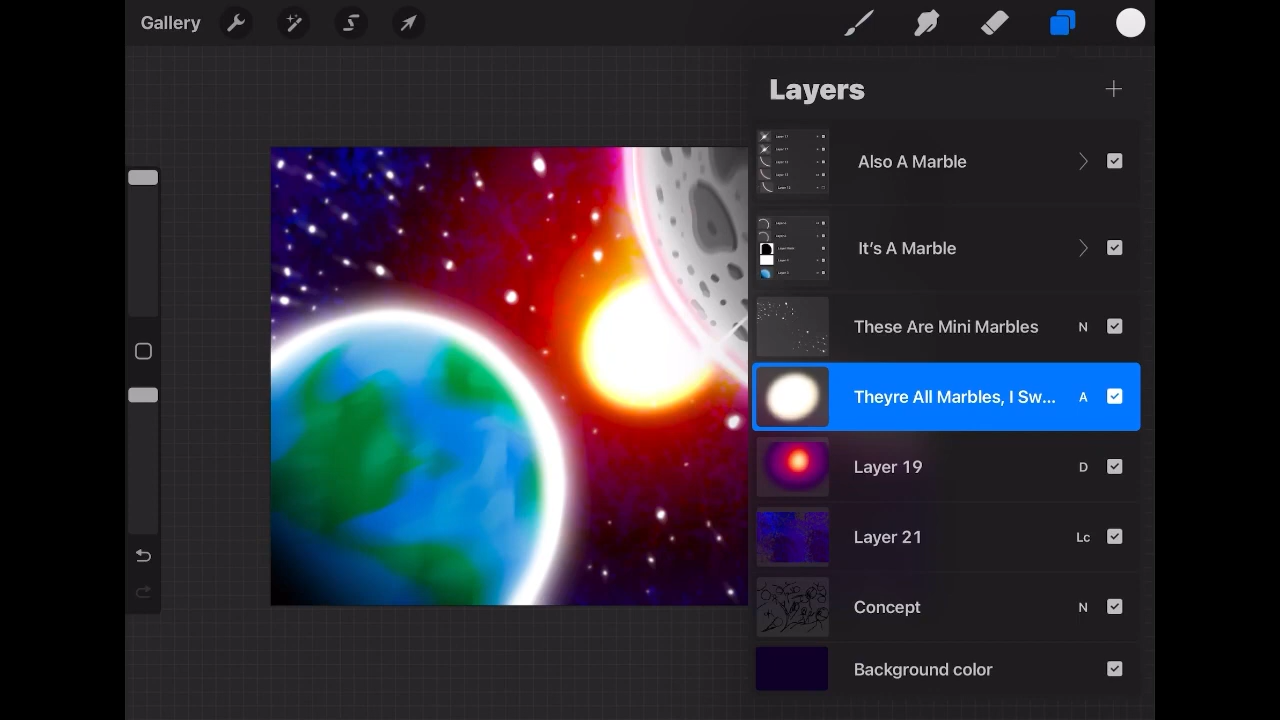 Gallery
Layers
Also A Marble
It's A Marble
These Are Mini Marbles N
Theyre All Marbles, I Sw... A
Layer 19 D
Layer 21 Lc
Concept N
Background color